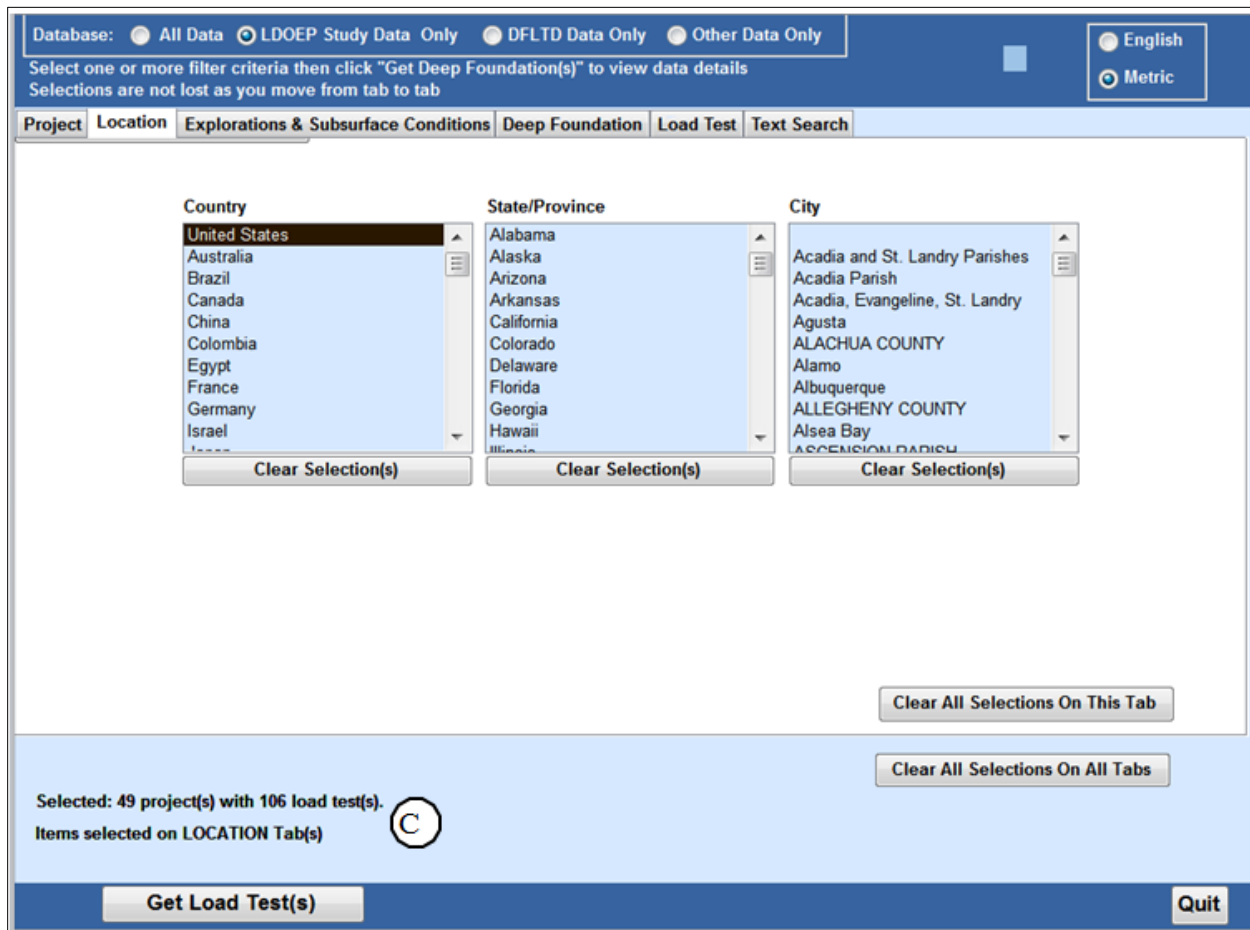 Database: All Data LDOEP Study Data Only DFLTD Data Only Other Data Only
English
Metric
Select one or more filter criteria then click "Get Deep Foundation(s)" to view data details
Selections are not lost as you move from tab to tab
Project Location Explorations & Subsurface Conditions Deep Foundation Load Test Text Search
Country
United States
Australia
Brazil
Canada
China
Colombia
Egypt
France
Germany
Israel
Clear Selection(s)
State/Province
Alabama
Alaska
Arizona
Arkansas
California
Colorado
Delaware
Florida
Georgia
Hawaii
Illinois
Clear Selection(s)
City
Acadia and St. Landry Parishes
Acadia Parish
Acadia, Evangeline, St. Landry
Agusta
ALACHUA COUNTY
Alamo
Albuquerque
ALLEGHENY COUNTY
Alsea Bay
ASCENSION PARISH
Clear Selection(s)
Clear All Selections On This Tab
Clear All Selections On All Tabs
Selected: 49 project(s) with 106 load test(s).
Items selected on LOCATION Tab(s)
C
Get Load Test(s)
Quit